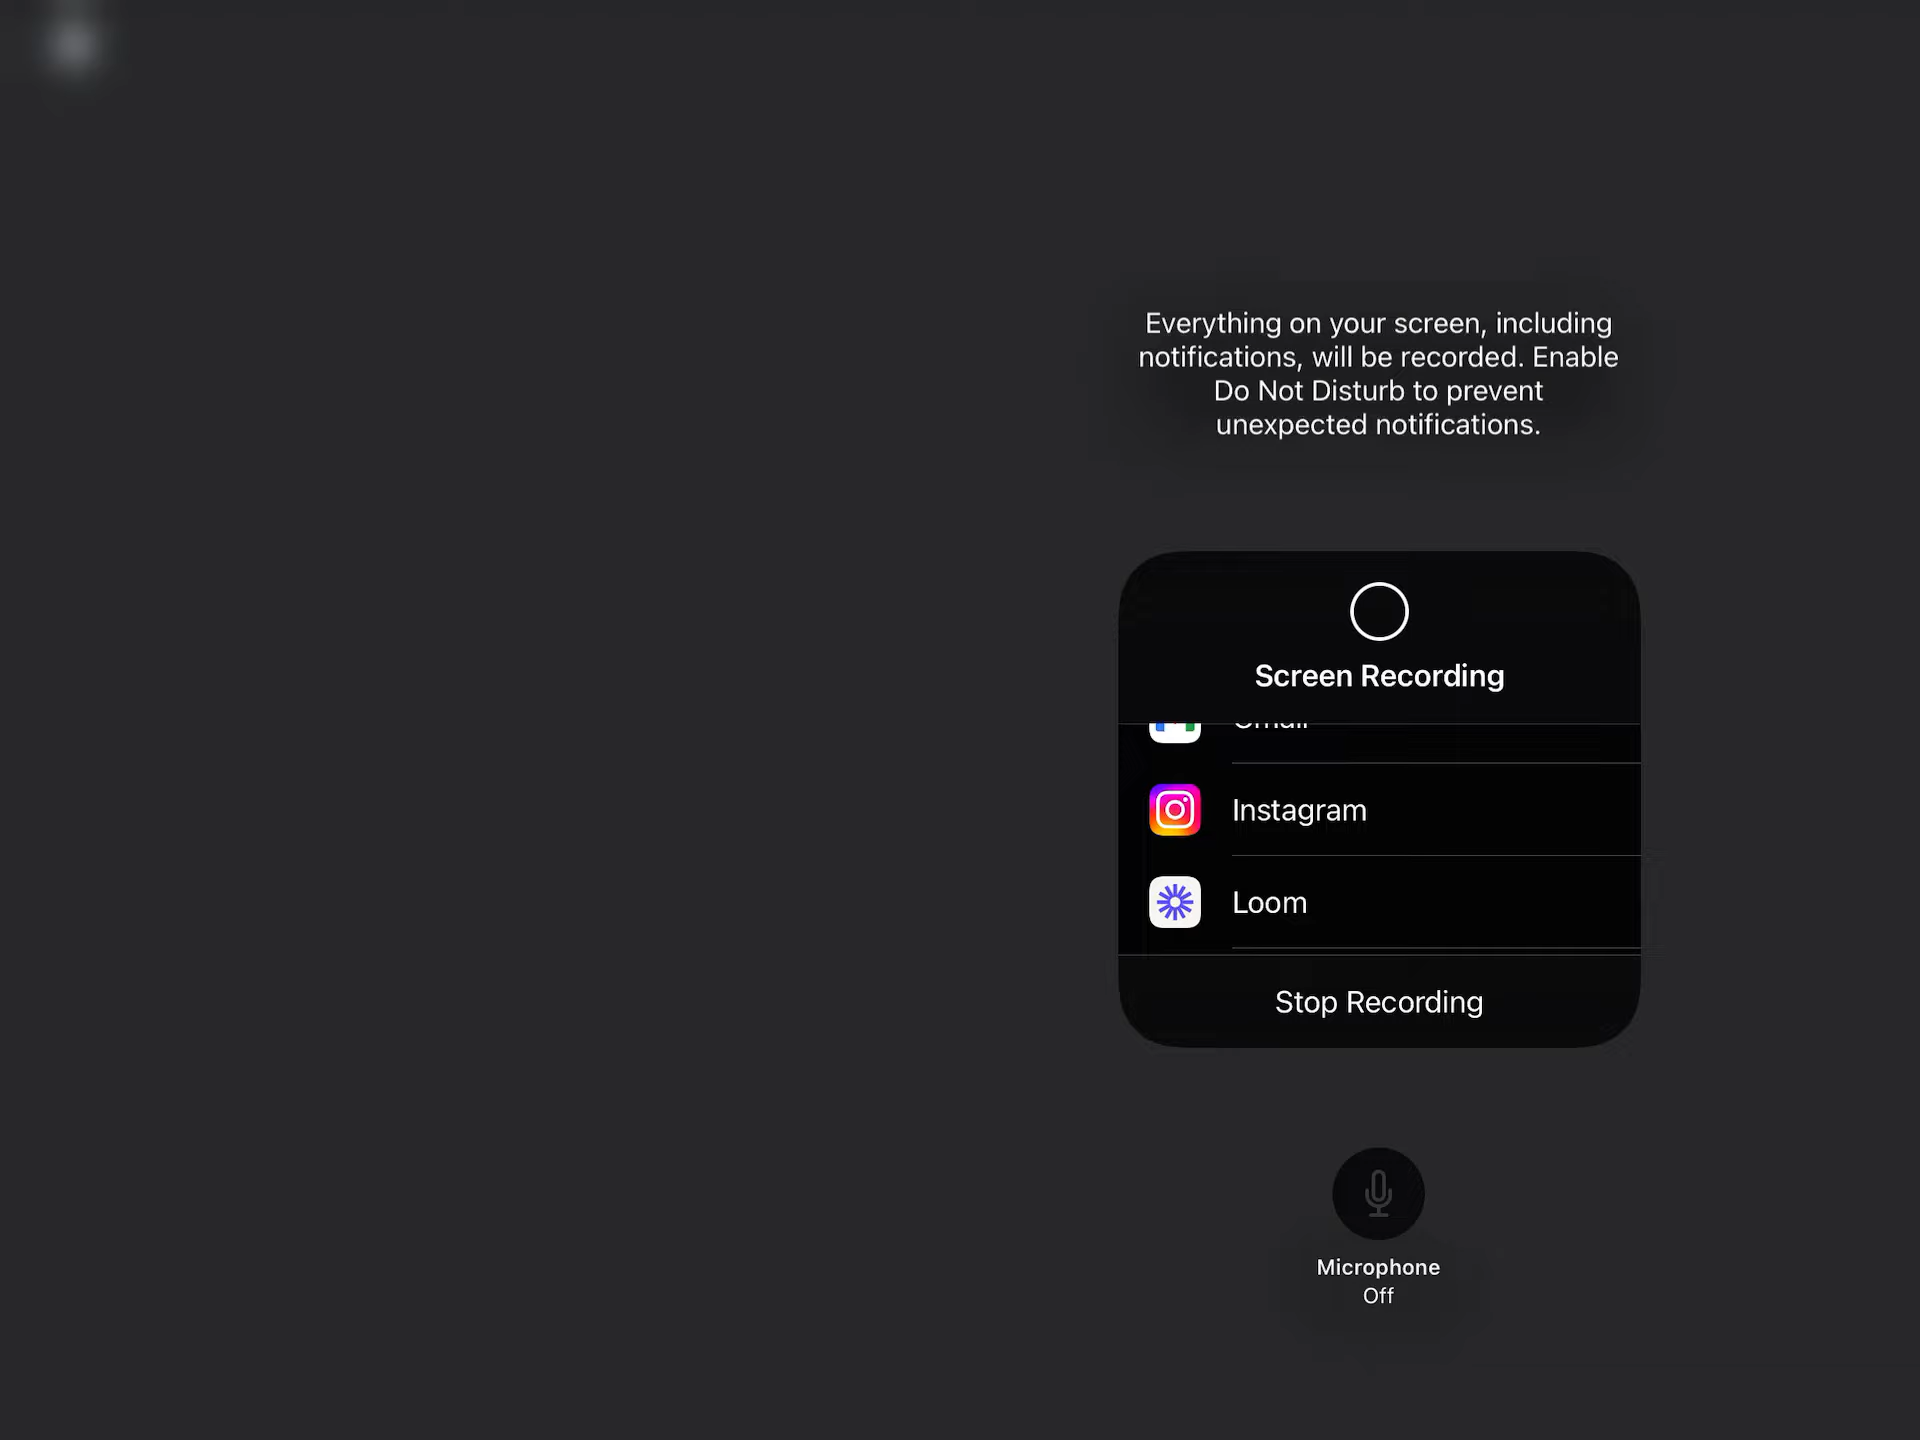 Everything on your screen, including
notifications, will be recorded. Enable
Do Not Disturb to prevent
unexpected notifications.
Screen Recording
Gmail
Instagram
Loom
Stop Recording
Microphone
Off